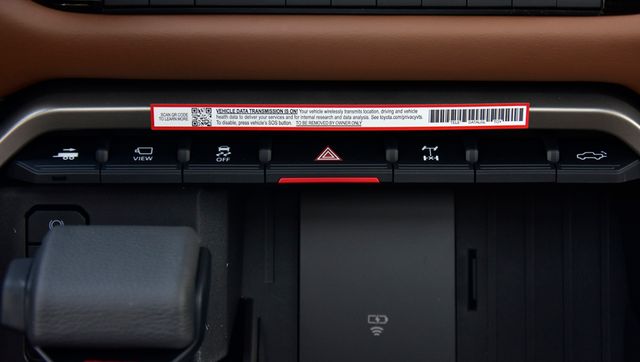 SCAN QR CODE
TO LEARN MORE
VEHICLE DATA TRANSMISSION IS ON! Your vehicle wirelessly transmits location, driving and vehicle
health data to deliver your services and for internal research and data analysis. See toyota.com/privacyvts.
To disable, press vehicle's SOS button. TO BE REMOVED BY OWNER ONLY
VIEW
OFF